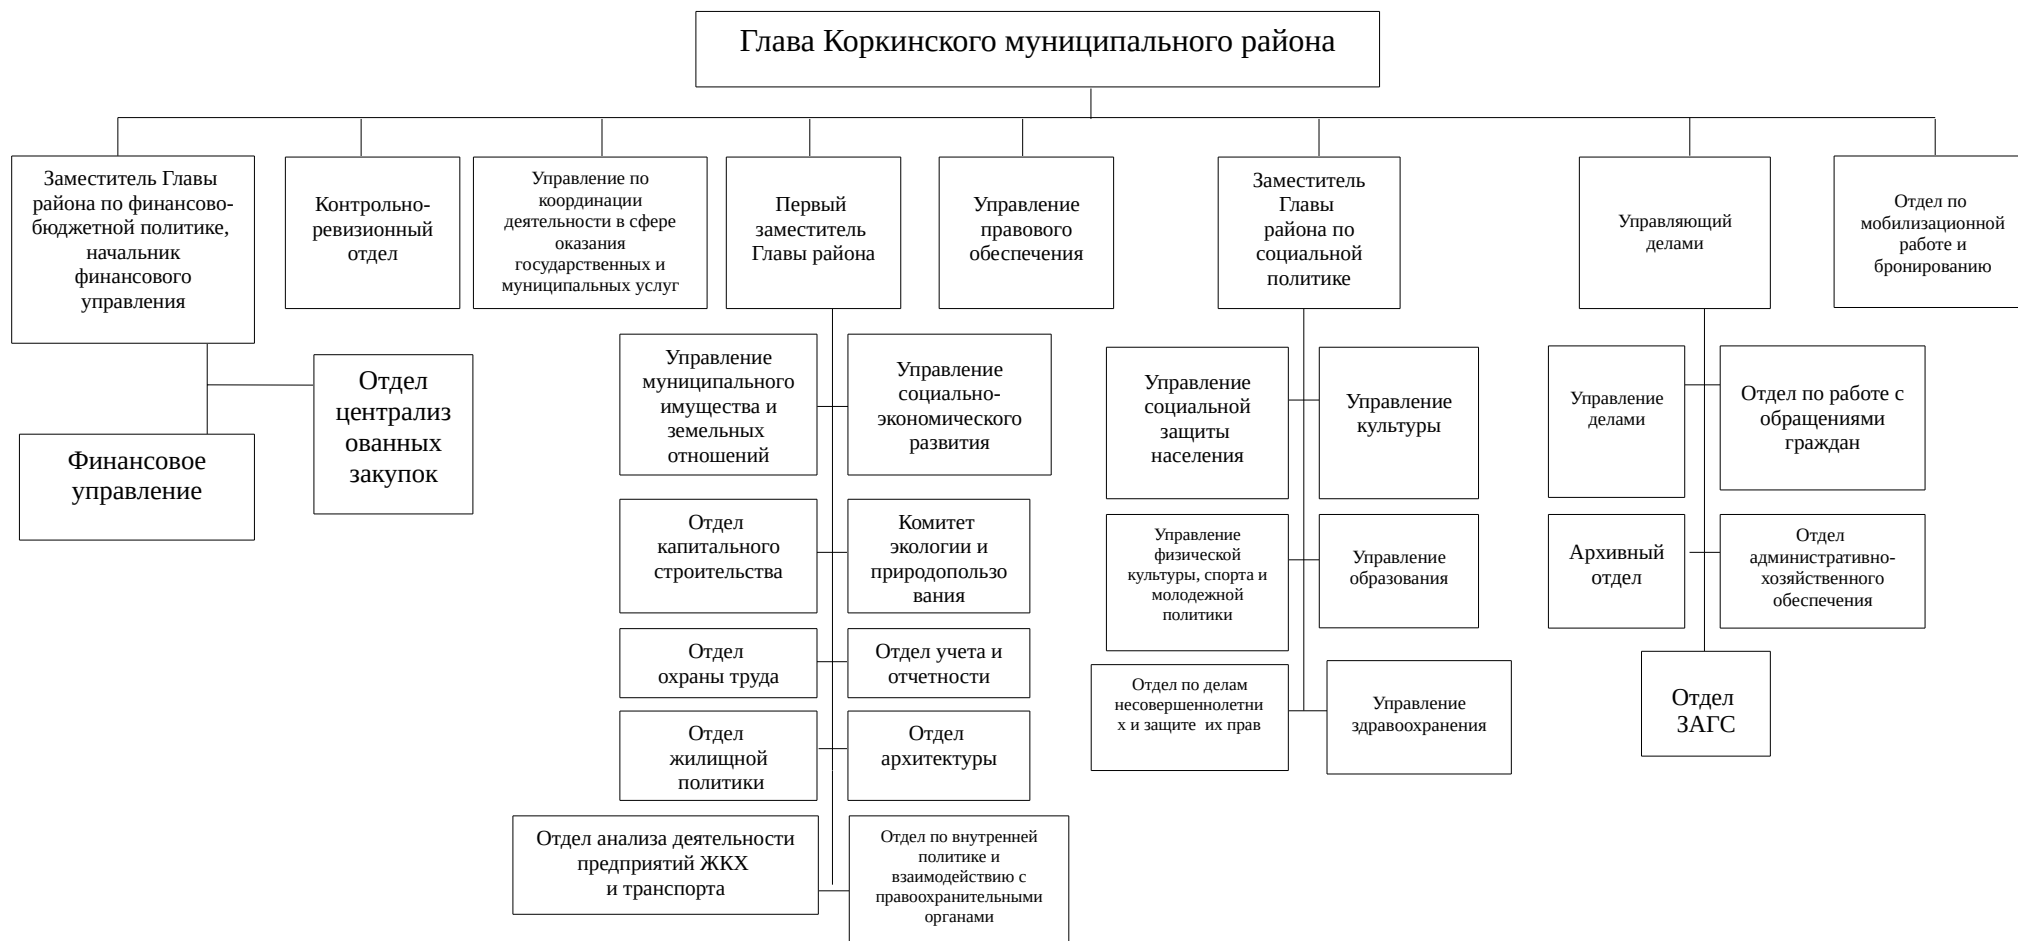 Глава Коркинского муниципального района
Заместитель Главы
района по финансово-
бюджетной политике,
начальник
финансового
управления
Контрольно-
ревизионный
отдел
Управление по
координации
деятельности в сфере
оказания
государственных и
муниципальных услуг
Первый
заместитель
Главы района
Управление
правового
обеспечения
Заместитель
Главы
района по
социальной
политике
Управляющий
делами
Отдел по
мобилизационной
работе и
бронированию
Отдел
централиз
ованных
закупок
Финансовое
управление
Управление
муниципального
имущества и
земельных
отношений
Управление
социально-
экономического
развития
Отдел
капитального
строительства
Комитет
экологии и
природопользо
вания
Отдел
охраны труда
Отдел учета и
отчетности
Отдел
жилищной
политики
Отдел
архитектуры
Отдел анализа деятельности
предприятий ЖКХ
и транспорта
Отдел по внутренней
политике и
взаимодействию с
правоохранительными
органами
Управление
социальной
защиты
населения
Управление
культуры
Управление
физической
культуры, спорта и
молодежной
политики
Управление
образования
Отдел по делам
несовершеннолетни
х и защите  их прав
Управление
здравоохранения
Управление
делами
Отдел по работе с
обращениями
граждан
Архивный
отдел
Отдел
административно-
хозяйственного
обеспечения
Отдел
ЗАГС